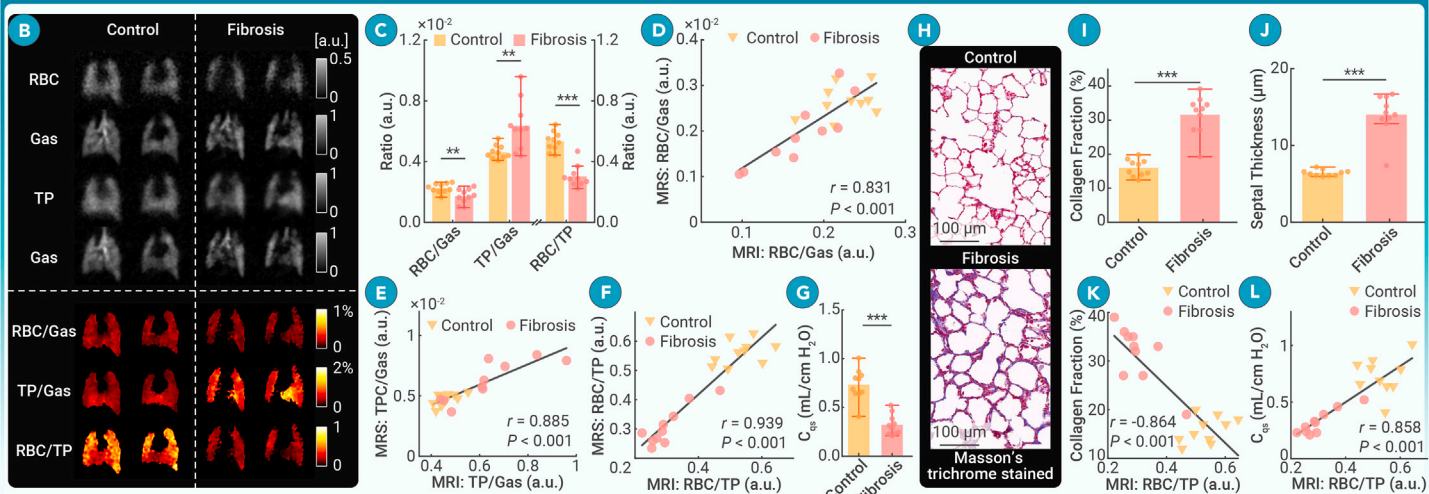 B
Control
Fibrosis
[a.u.]
RBC
0.5
0
Gas
1
0
TP
1
0
Gas
1
0
RBC/Gas
1%
0
TP/Gas
2%
0
RBC/TP
1
0
C
×10⁻²
Control
Fibrosis
1.2
0.8
0.4
0.0
Ratio (a.u.)
**
**
***
1.2
0.8
0.4
0.0
Ratio (a.u.)
RBC/Gas
TP/Gas
RBC/TP
D
×10⁻²
Control
Fibrosis
0.4
0.3
0.2
0.1
0
MRS: RBC/Gas (a.u.)
r = 0.831
P < 0.001
0.1
0.2
0.3
MRI: RBC/Gas (a.u.)
E
×10⁻²
Control
Fibrosis
1
0.5
0
MRS: TPC/Gas (a.u.)
r = 0.885
P < 0.001
0.4
0.6
0.8
1
MRI: TP/Gas (a.u.)
F
Control
Fibrosis
0.6
0.5
0.4
0.3
MRS: RBC/TP (a.u.)
r = 0.939
P < 0.001
0.2
0.4
0.6
MRI: RBC/TP (a.u.)
G
***
1.5
1.0
0.5
0
Cqs (mL/cm H2O)
Control
Fibrosis
H
Control
100 µm
Fibrosis
100 µm
Masson's
trichrome stained
I
***
40
30
20
10
0
Collagen Fraction (%)
Control
Fibrosis
J
***
20
10
0
Septal Thickness (µm)
Control
Fibrosis
K
Control
Fibrosis
40
30
20
10
Collagen Fraction (%)
r = -0.864
P < 0.001
0.2
0.4
0.6
MRI: RBC/TP (a.u.)
L
Control
Fibrosis
1
0.5
0
Cqs (mL/cm H2O)
r = 0.858
P < 0.001
0.2
0.4
0.6
MRI: RBC/TP (a.u.)